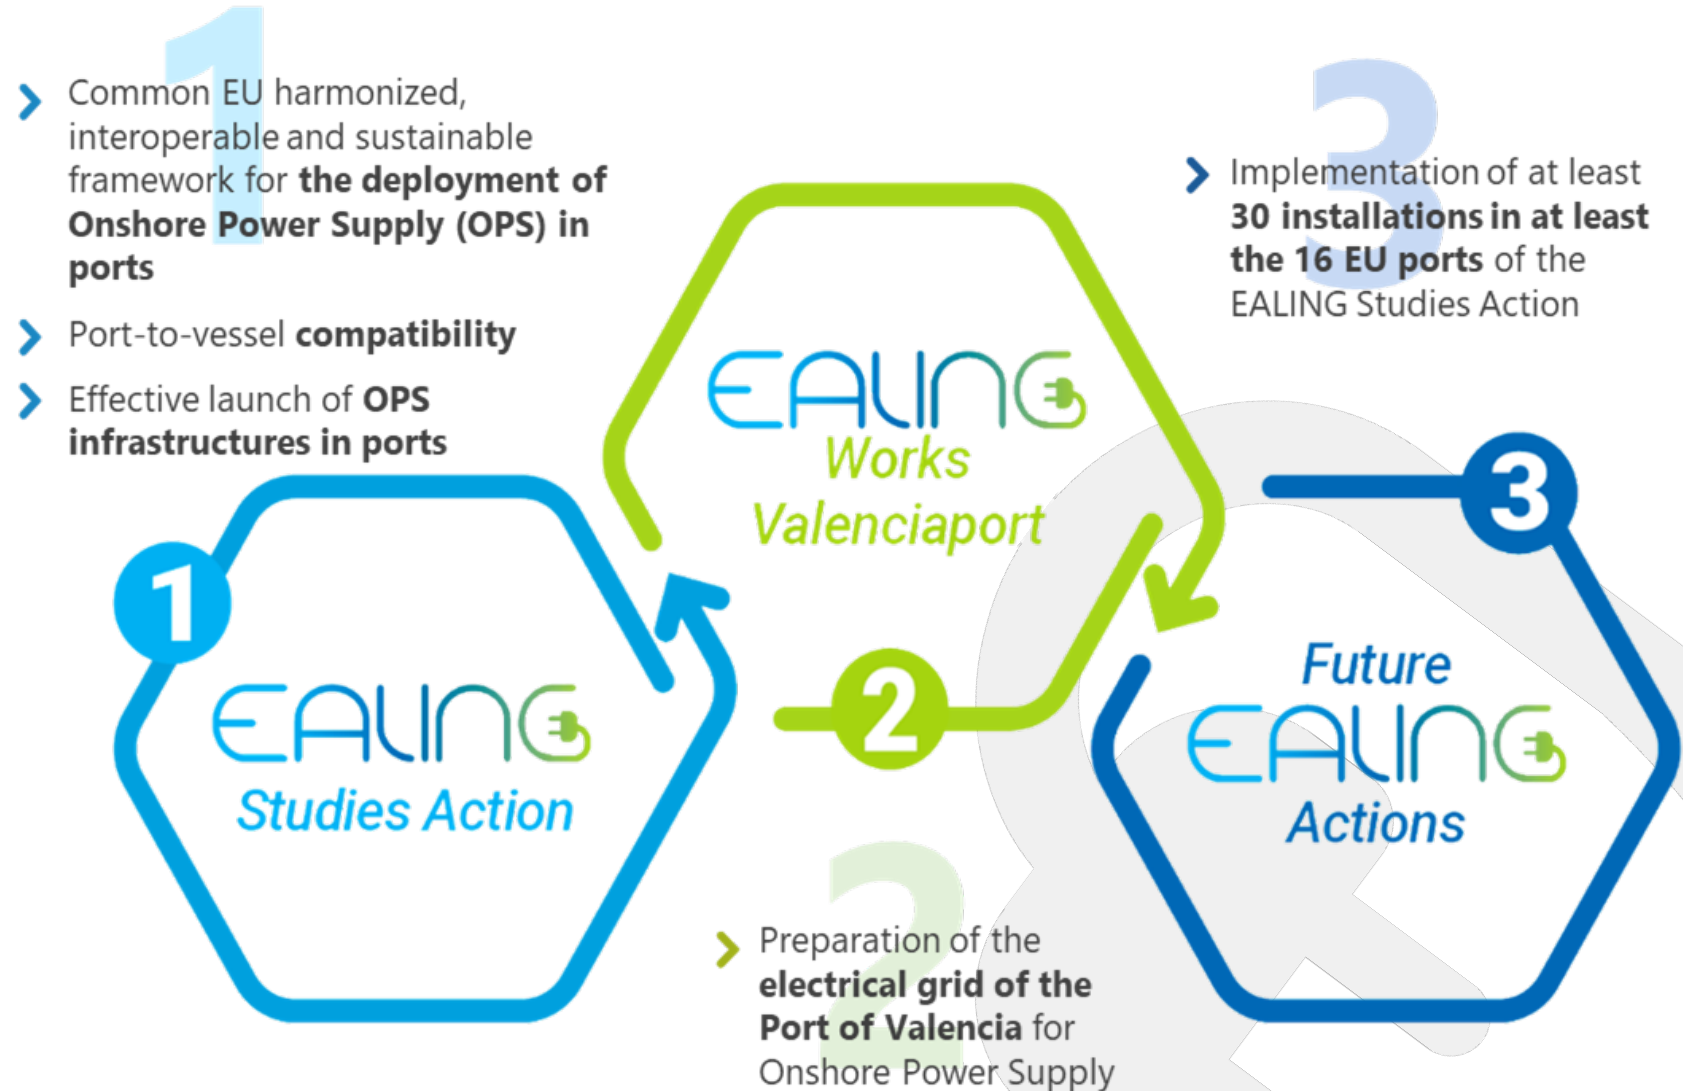 1
Common EU harmonized,
interoperable and sustainable
framework for the deployment of
Onshore Power Supply (OPS) in
ports
Port-to-vessel compatibility
Effective launch of OPS
infrastructures in ports
1
EALING
Studies Action
EALING
Works
Valenciaport
2
2
Preparation of the
electrical grid of the
Port of Valencia for
Onshore Power Supply
3
Implementation of at least
30 installations in at least
the 16 EU ports of the
EALING Studies Action
3
Future
EALING
Actions